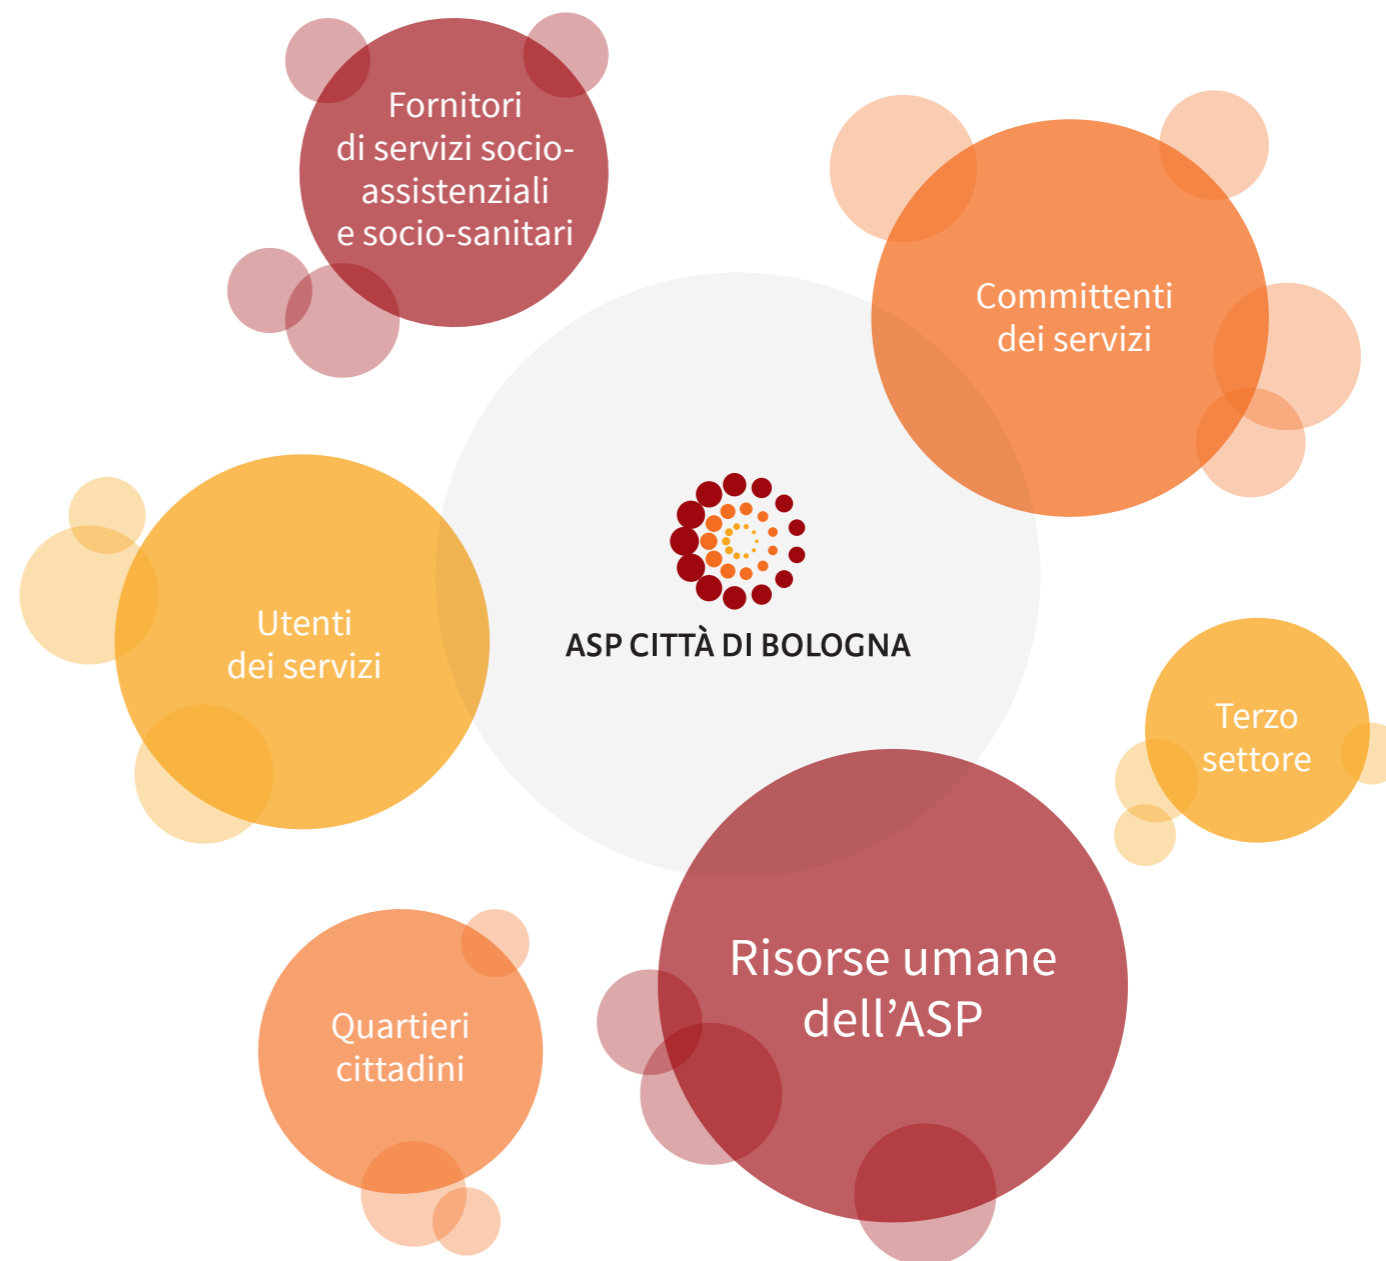 Fornitori
di servizi socio-
assistenziali
e socio-sanitari
Committenti
dei servizi
Utenti
dei servizi
ASP CITTÀ DI BOLOGNA
Terzo
settore
Risorse umane
dell’ASP
Quartieri
cittadini